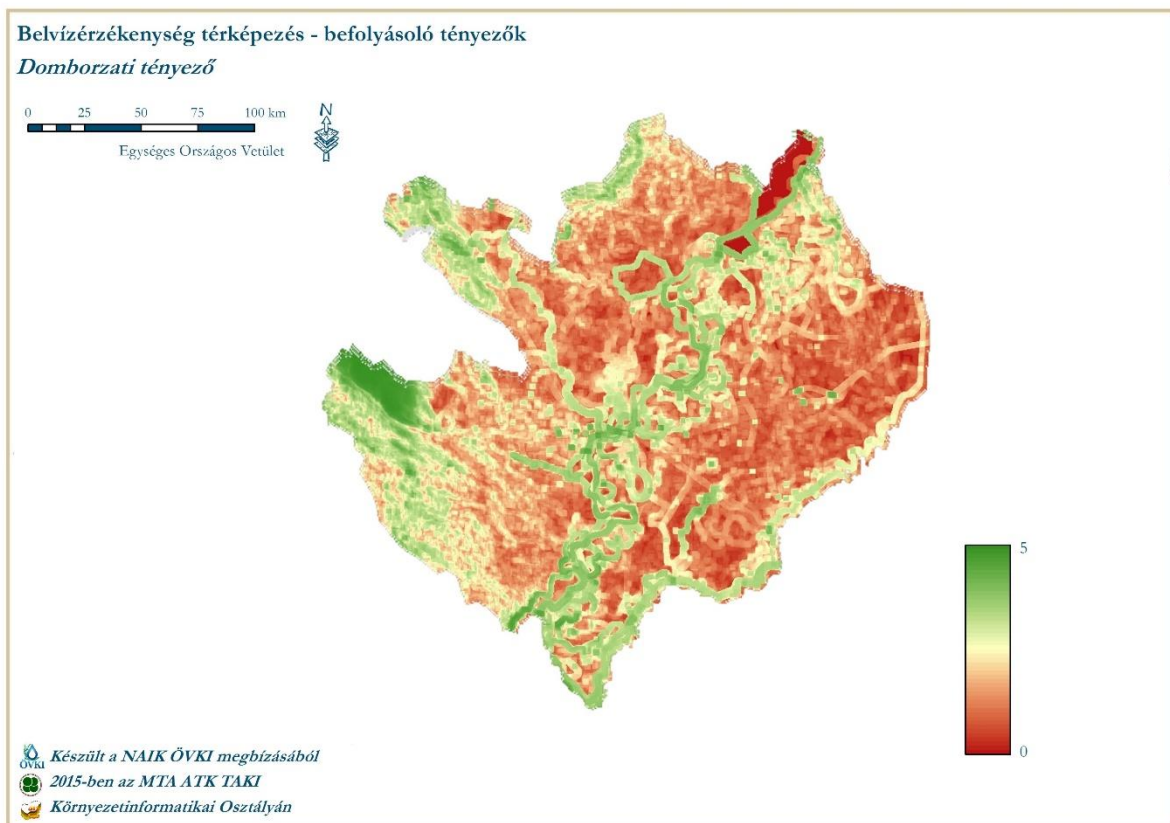 Belvízérzékenység térképezés - befolyásoló tényezők
Domborzati tényező
0 25 50 75 100 km
N
Egységes Országos Vetület
5
0
ÖVKI
Készült a NAIK ÖVKI megbízásából
2015-ben az MTA ATK TAKI
Környezetinformatikai Osztályán